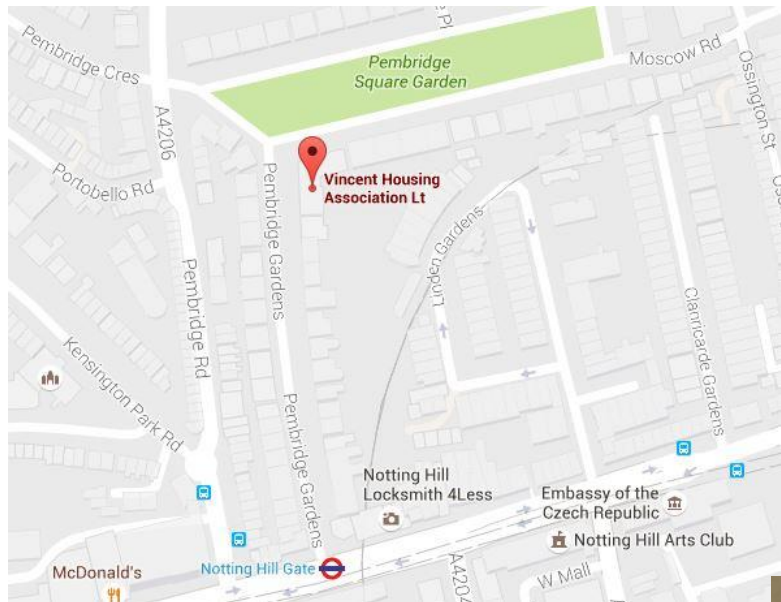 Pembridge Cres
A4206
Pl
Pembridge
Square Garden
Moscow Rd
Ossington St
Portobello Rd
Pembridge Gardens
Vincent Housing
Association Lt
Linden Gardens
Pembridge Rd
Clanricarde Gardens
Kensington Park Rd
Pembridge Gardens
Notting Hill
Locksmith 4Less
Embassy of the
Czech Republic
Notting Hill Arts Club
Notting Hill Gate
McDonald's
A4204
W Mall